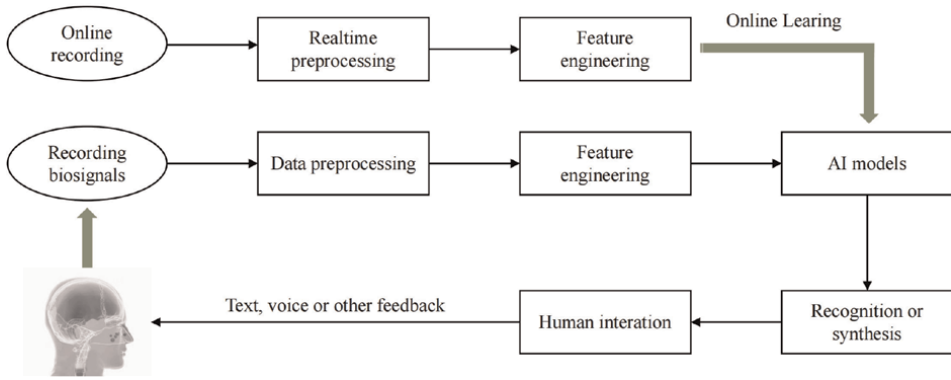 Online
recording
Realtime
preprocessing
Feature
engineering
Online Learing
Recording
biosignals
Data preprocessing
Feature
engineering
AI models
Text, voice or other feedback
Human interation
Recognition or
synthesis